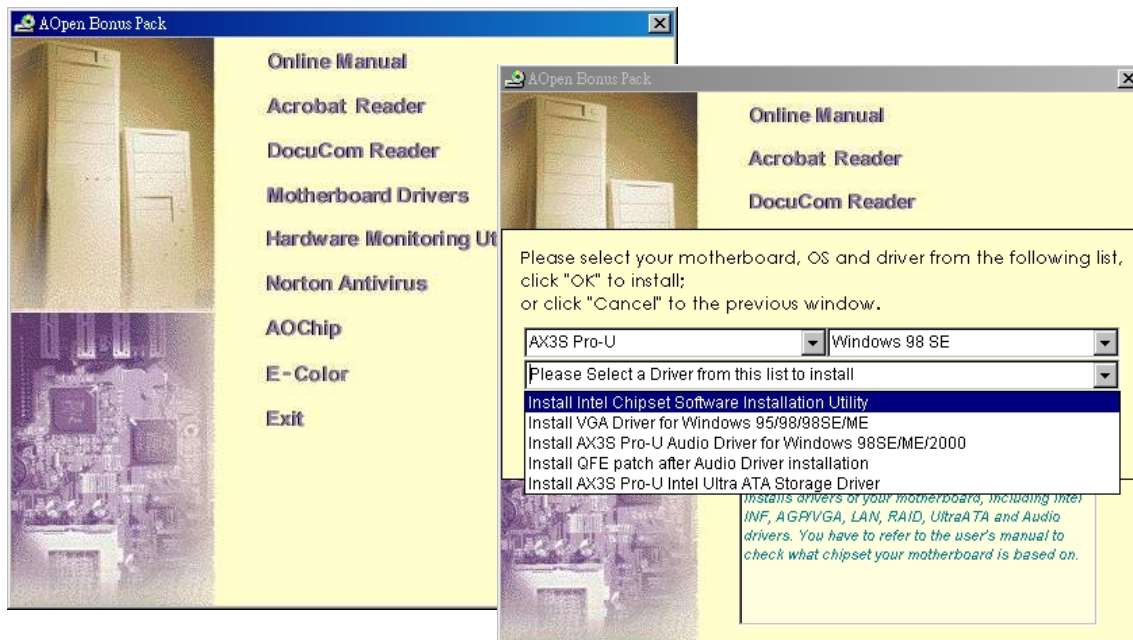 AOpen Bonus Pack
Online Manual
Acrobat Reader
DocuCom Reader
Motherboard Drivers
Hardware Monitoring Ut
Norton Antivirus
AOChip
E-Color
Exit
AOpen Bonus Pack
Online Manual
Acrobat Reader
DocuCom Reader
Please select your motherboard, OS and driver from the following list,
click "OK" to install;
or click "Cancel" to the previous window.
AX3S Pro-U
Windows 98 SE
Please Select a Driver from this list to install
Install Intel Chipset Software Installation Utility
Install VGA Driver for Windows 95/98/98SE/ME
Install AX3S Pro-U Audio Driver for Windows 98SE/ME/2000
Install QFE patch after Audio Driver installation
Install AX3S Pro-U Intel Ultra ATA Storage Driver
Installs drivers of your motherboard, including Intel
INF, AGP/VGA, LAN, RAID, UltraATA and Audio
drivers. You have to refer to the user's manual to
check what chipset your motherboard is based on.